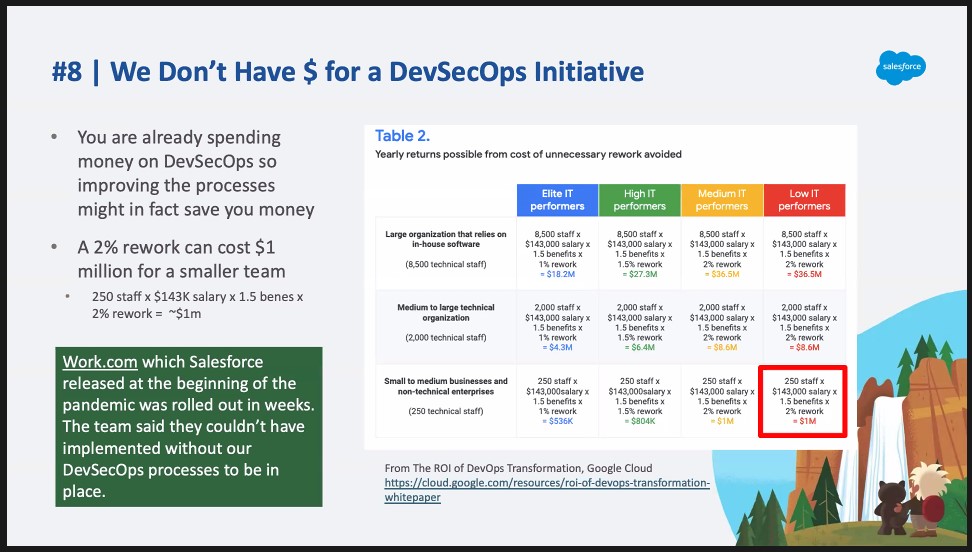 #8 | We Don’t Have $ for a DevSecOps Initiative
salesforce
• You are already spending
money on DevSecOps so
improving the processes
might in fact save you money
• A 2% rework can cost $1
million for a smaller team
• 250 staff x $143K salary x 1.5 benes x
2% rework = ~$1m
Work.com which Salesforce
released at the beginning of the
pandemic was rolled out in weeks.
The team said they couldn’t have
implemented without our
DevSecOps processes to be in
place.
Table 2.
Yearly returns possible from cost of unnecessary rework avoided
Elite IT
performers
High IT
performers
Medium IT
performers
Low IT
performers
Large organization that relies on
in-house software
(8,500 technical staff)
8,500 staff x
$143,000 salary x
1.5 benefits x
1% rework
= $18.2M
8,500 staff x
$143,000 salary x
1.5 benefits x
1.5% rework
= $27.3M
8,500 staff x
$143,000 salary x
1.5 benefits x
2% rework
= $36.5M
8,500 staff x
$143,000 salary x
1.5 benefits x
2% rework
= $36.5M
Medium to large technical
organization
(2,000 technical staff)
2,000 staff x
$143,000 salary x
1.5 benefits x
1% rework
= $4.3M
2,000 staff x
$143,000 salary x
1.5 benefits x
1.5% rework
= $6.4M
2,000 staff x
$143,000 salary x
1.5 benefits x
2% rework
= $8.6M
2,000 staff x
$143,000 salary x
1.5 benefits x
2% rework
= $8.6M
Small to medium businesses and
non-technical enterprises
(250 technical staff)
250 staff x
$143,000salary x
1.5 benefits x
1% rework
= $536K
250 staff x
$143,000salary x
1.5 benefits x
1.5% rework
= $804K
250 staff x
$143,000 salary x
1.5 benefits x
2% rework
= $1M
250 staff x
$143,000 salary x
1.5 benefits x
2% rework
= $1M
From The ROI of DevOps Transformation, Google Cloud
https://cloud.google.com/resources/roi-of-devops-transformation-
whitepaper